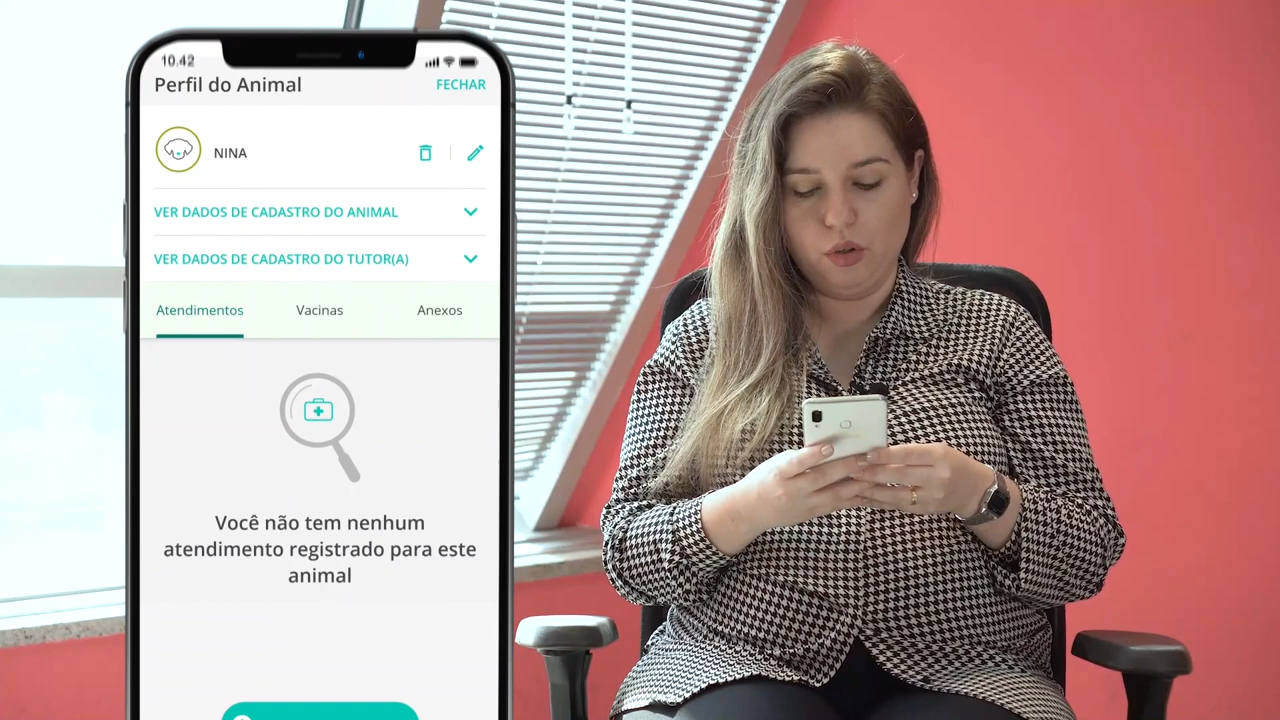 10.42
Perfil do Animal
FECHAR
NINA
VER DADOS DE CADASTRO DO ANIMAL
VER DADOS DE CADASTRO DO TUTOR(A)
Atendimentos
Vacinas
Anexos
Você não tem nenhum
atendimento registrado para este
animal